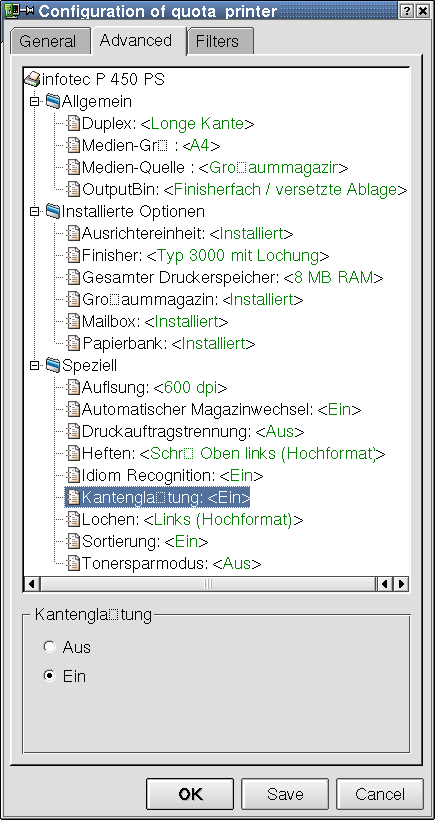 Configuration of quota printer
General Advanced Filters
infotec P 450 PS
Allgemein
Duplex: <Longe Kante>
Medien-Gr□ : <A4>
Medien-Quelle : <Gro□aummagazir>
OutputBin: <Finisherfach / versetzte Ablage>
Installierte Optionen
Ausrichtereinheit: <Installiert>
Finisher: <Typ 3000 mit Lochung>
Gesamter Druckerspeicher: <8 MB RAM>
Gro□aummagazin: <Installiert>
Mailbox: <Installiert>
Papierbank: <Installiert>
Speziell
Auflsung: <600 dpi>
Automatischer Magazinwechsel: <Ein>
Druckauftragstrennung: <Aus>
Heften: <Schr□ Oben links (Hochformat)>
Idiom Recognition: <Ein>
Kantengla□tung: <Ein>
Lochen: <Links (Hochformat)>
Sortierung: <Ein>
Tonersparmodus: <Aus>
Kantengla□tung
Aus
Ein
OK Save Cancel